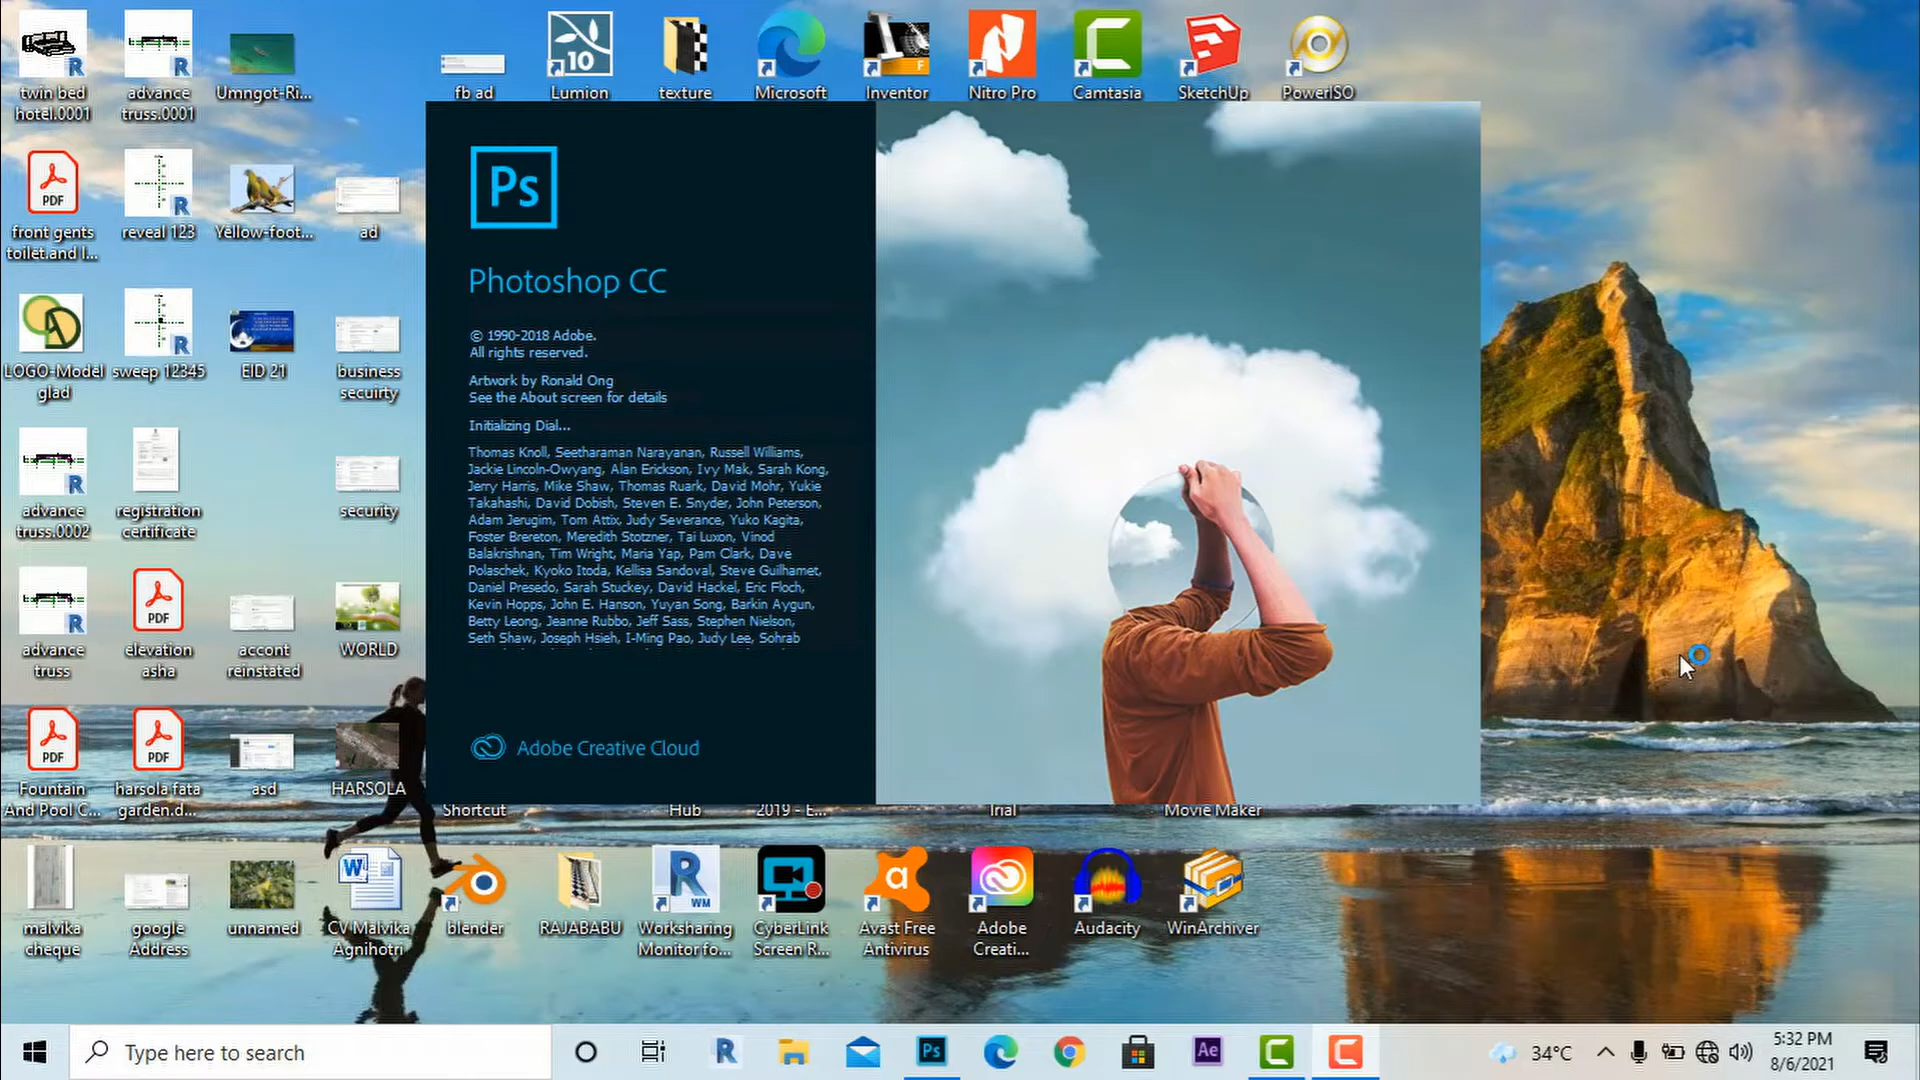 twin bed
hotel.0001
advance
truss.0001
Umngot-Ri...
fb ad
10
Lumion
texture
Microsoft
I
F
Inventor
Nitro Pro
Camtasia
SketchUp
PowerISO
PDF
front gents
toilet.and l...
R
reveal 123
Yellow-foot...
ad
LOGO-Model
glad
R
sweep 12345
EID 21
business
secuirty
R
advance
truss.0002
registration
certificate
security
R
advance
truss
PDF
elevation
asha
accont
reinstated
WORLD
PDF
Fountain
And Pool C...
PDF
harsola fata
garden.d...
asd
HARSOLA
Ps
Photoshop CC
© 1990-2018 Adobe.
All rights reserved.
Artwork by Ronald Ong
See the About screen for details
Initializing Dial...
Thomas Knoll, Seetharaman Narayanan, Russell Williams,
Jackie Lincoln-Owyang, Alan Erickson, Ivy Mak, Sarah Kong,
Jerry Harris, Mike Shaw, Thomas Ruark, David Mohr, Yukie
Takahashi, David Dobish, Steven E. Snyder, John Peterson,
Adam Jerugim, Tom Attix, Judy Severance, Yuko Kagita,
Foster Brereton, Meredith Stotzner, Tai Luxon, Vinod
Balakrishnan, Tim Wright, Maria Yap, Pam Clark, Dave
Polaschek, Kyoko Itoda, Kellisa Sandoval, Steve Guilhamet,
Daniel Presedo, Sarah Stuckey, David Hackel, Eric Floch,
Kevin Hopps, John E. Hanson, Yuyan Song, Barkin Aygun,
Betty Leong, Jeanne Rubbo, Jeff Sass, Stephen Nielson,
Seth Shaw, Joseph Hsieh, I-Ming Pao, Judy Lee, Sohrab
Adobe Creative Cloud
Shortcut
Hub
2019 - E...
Trial
Movie Maker
malvika
cheque
google
Address
unnamed
W
CV Malvika
Agnihotri
blender
RAJABABU
R
WM
Worksharing
Monitor fo...
CyberLink
Screen R...
a
Avast Free
Antivirus
Adobe
Creati...
Audacity
WinArchiver
Type here to search
R
Ps
Ae
34°C
5:32 PM
8/6/2021